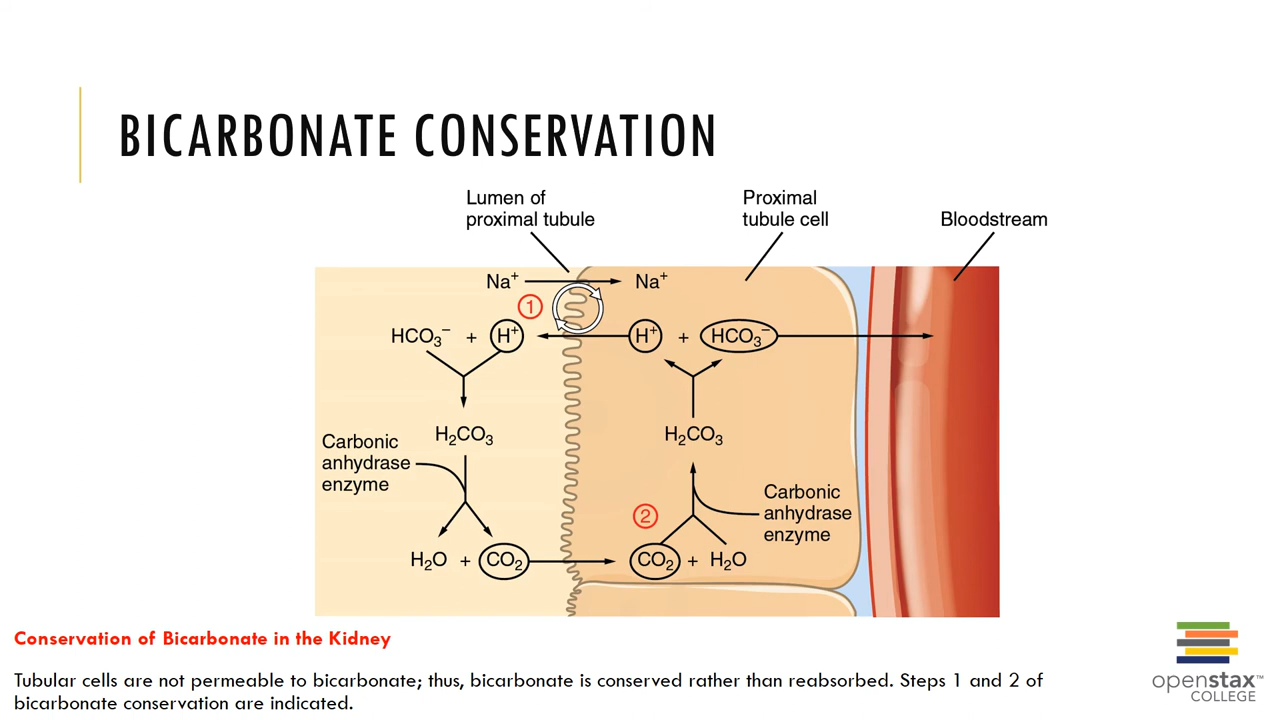 BICARBONATE CONSERVATION
Lumen of
proximal tubule
Proximal
tubule cell
Bloodstream
Na⁺ Na⁺
①
HCO₃⁻ + H⁺ H⁺ + HCO₃⁻
H₂CO₃ H₂CO₃
Carbonic
anhydrase
enzyme
②
Carbonic
anhydrase
enzyme
H₂O + CO₂ CO₂ + H₂O
Conservation of Bicarbonate in the Kidney
Tubular cells are not permeable to bicarbonate; thus, bicarbonate is conserved rather than reabsorbed. Steps 1 and 2 of
bicarbonate conservation are indicated.
openstax™
COLLEGE